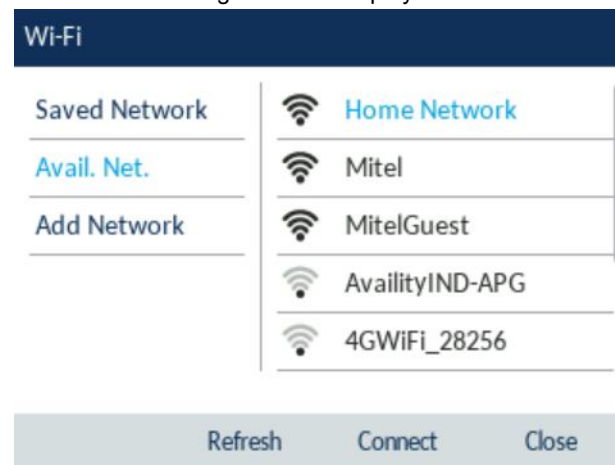 Wi-Fi
Saved Network
Avail. Net.
Add Network
Home Network
Mitel
MitelGuest
AvailityIND-APG
4GWiFi_28256
Refresh Connect Close